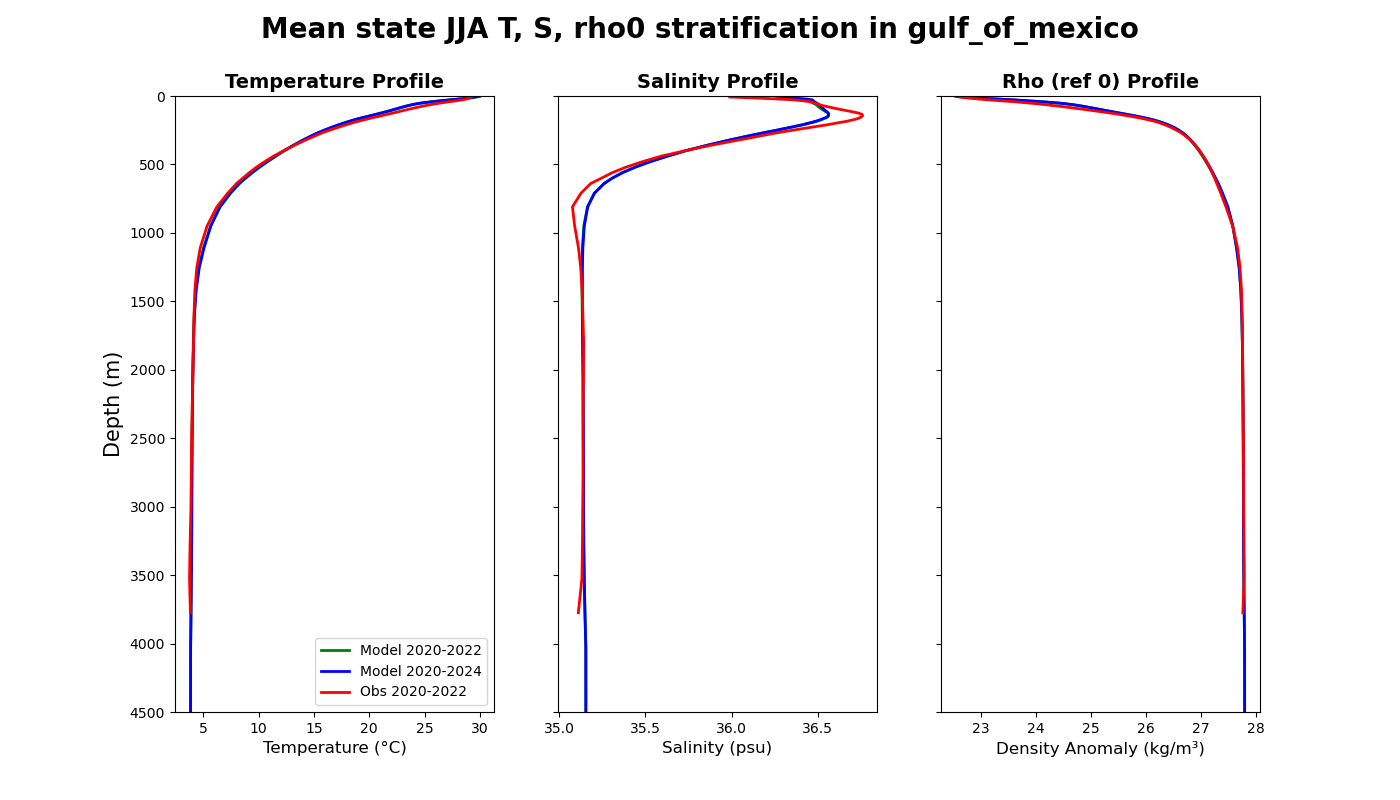 Mean state JJA T, S, rho0 stratification in gulf_of_mexico
Temperature Profile
Salinity Profile
Rho (ref 0) Profile
Depth (m)
0
500
1000
1500
2000
2500
3000
3500
4000
4500
Model 2020-2022
Model 2020-2024
Obs 2020-2022
5 10 15 20 25 30
35.0 35.5 36.0 36.5
23 24 25 26 27 28
Temperature (°C)
Salinity (psu)
Density Anomaly (kg/m³)